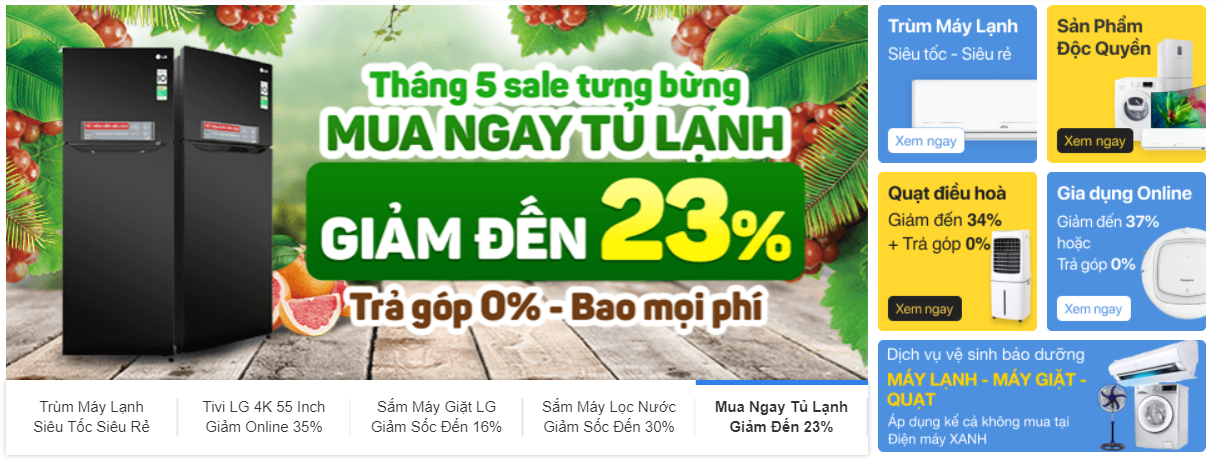 Tháng 5 sale tưng bừng
MUA NGAY TỦ LẠNH
GIẢM ĐẾN 23%
Trả góp 0% - Bao mọi phí
LG
LG
Trùm Máy Lạnh
Siêu Tốc Siêu Rẻ
Tivi LG 4K 55 Inch
Giảm Online 35%
Sắm Máy Giặt LG
Giảm Sốc Đến 16%
Sắm Máy Lọc Nước
Giảm Sốc Đến 30%
Mua Ngay Tủ Lạnh
Giảm Đến 23%
Trùm Máy Lạnh
Siêu tốc - Siêu rẻ
Xem ngay
Sản Phẩm
Độc Quyền
Xem ngay
Quạt điều hoà
Giảm đến 34%
+ Trả góp 0%
Xem ngay
Gia dụng Online
Giảm đến 37%
hoặc
Trả góp 0%
Panasonic
Xem ngay
Dịch vụ vệ sinh bảo dưỡng
MÁY LẠNH - MÁY GIẶT -
QUẠT
Áp dụng kể cả không mua tại
Điện máy XANH